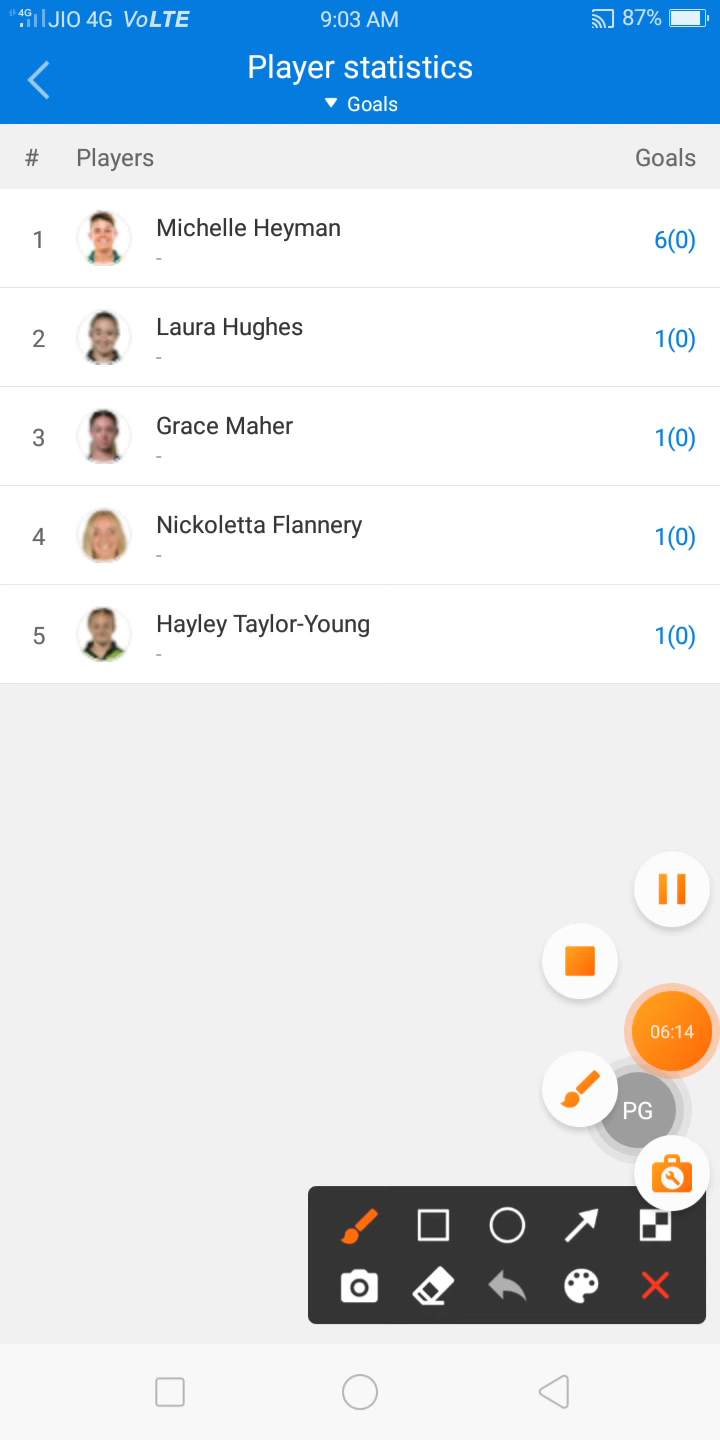 4G JIO 4G VoLTE 9:03 AM 87%
Player statistics
Goals
# Players Goals
1 Michelle Heyman 6(0)
-
2 Laura Hughes 1(0)
-
3 Grace Maher 1(0)
-
4 Nickoletta Flannery 1(0)
-
5 Hayley Taylor-Young 1(0)
-
06:14
PG